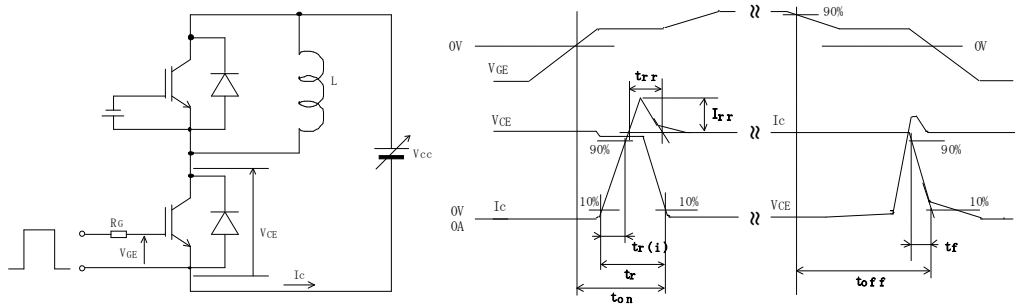 L
Vcc
RG
VGE
VCE
Ic
0V
VGE
trr
Irr
VCE
90%
Ic
10%
10%
0V
0A
tr(i)
tr
ton
90%
0V
Ic
90%
VCE
10%
tf
toff